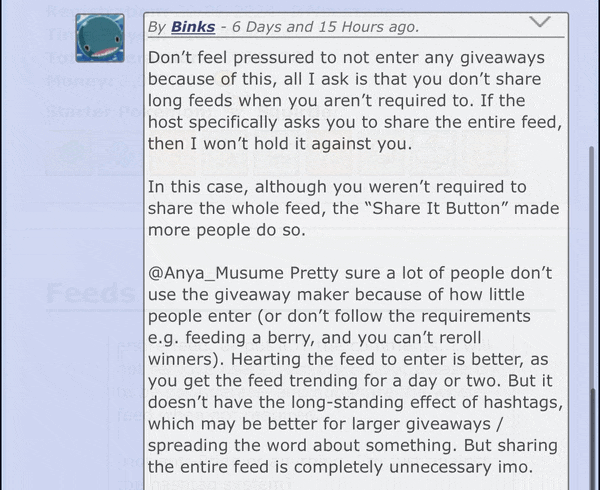 By Binks - 6 Days and 15 Hours ago.
Don’t feel pressured to not enter any giveaways
because of this, all I ask is that you don’t share
long feeds when you aren’t required to. If the
host specifically asks you to share the entire feed,
then I won’t hold it against you.
In this case, although you weren’t required to
share the whole feed, the “Share It Button” made
more people do so.
@Anya_Musume Pretty sure a lot of people don’t
use the giveaway maker because of how little
people enter (or don’t follow the requirements
e.g. feeding a berry, and you can’t reroll
winners). Hearting the feed to enter is better, as
you get the feed trending for a day or two. But it
doesn’t have the long-standing effect of hashtags,
which may be better for larger giveaways /
spreading the word about something. But sharing
the entire feed is completely unnecessary imo.
Feeds